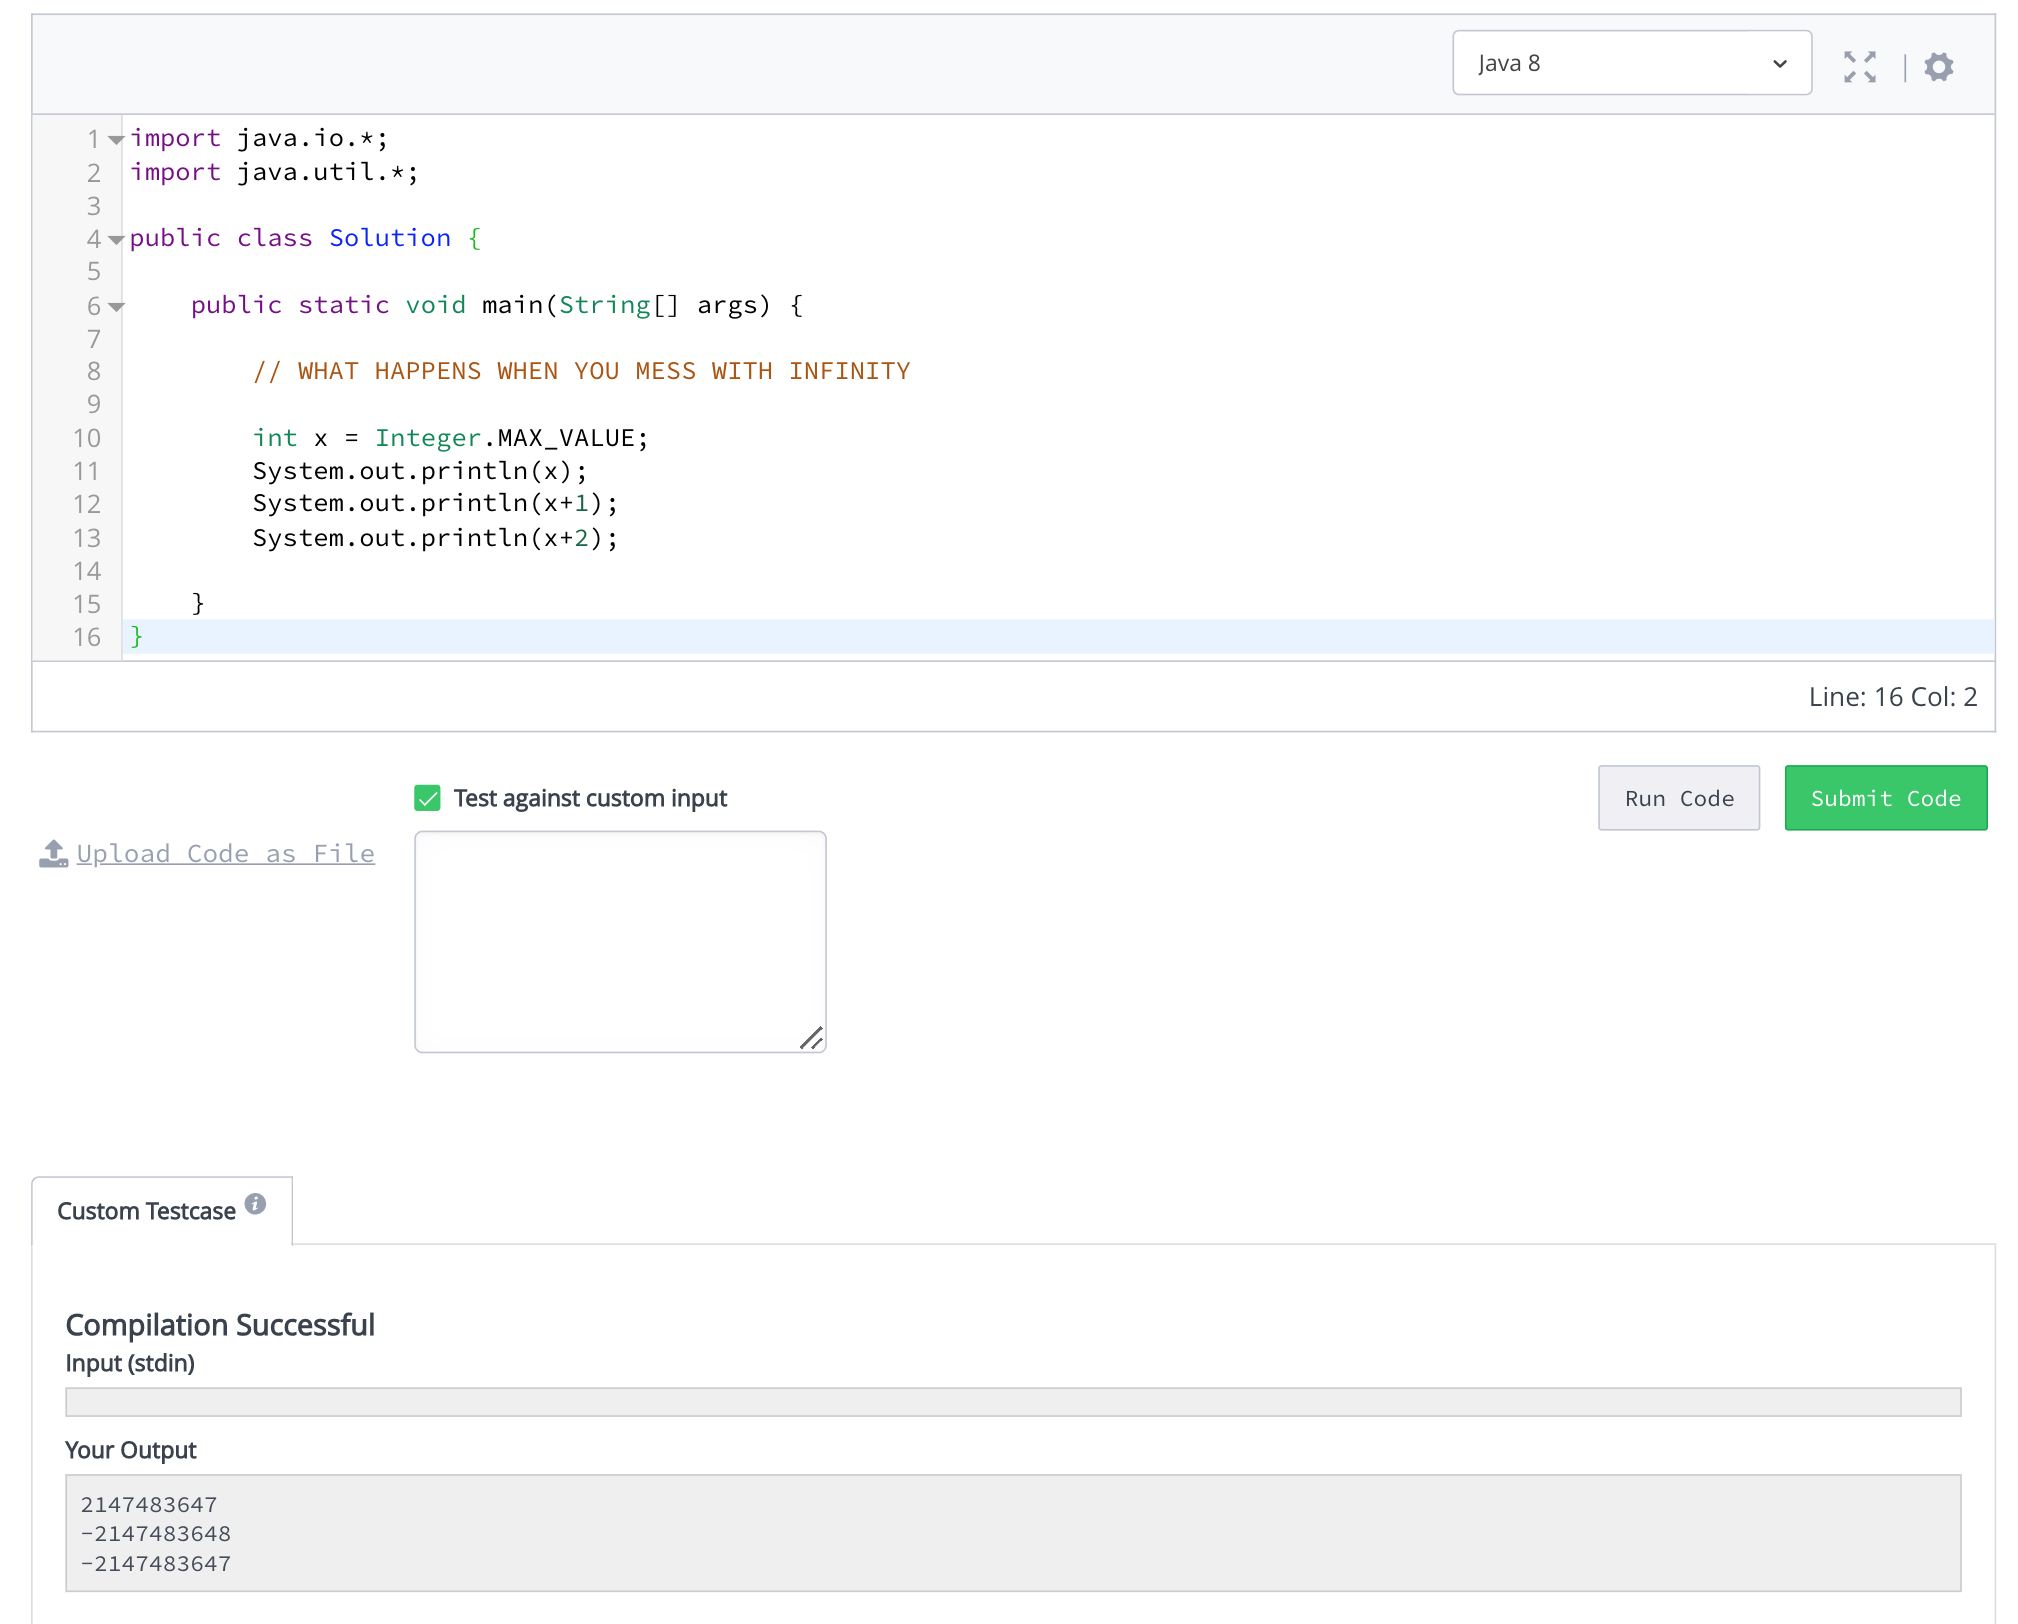 Java 8
1 import java.io.*;
2 import java.util.*;
3
4 public class Solution {
5
6     public static void main(String[] args) {
7
8         // WHAT HAPPENS WHEN YOU MESS WITH INFINITY
9
10         int x = Integer.MAX_VALUE;
11         System.out.println(x);
12         System.out.println(x+1);
13         System.out.println(x+2);
14
15     }
16 }
Line: 16 Col: 2
Test against custom input
Run Code
Submit Code
Upload Code as File
Custom Testcase
Compilation Successful
Input (stdin)
Your Output
2147483647
-2147483648
-2147483647